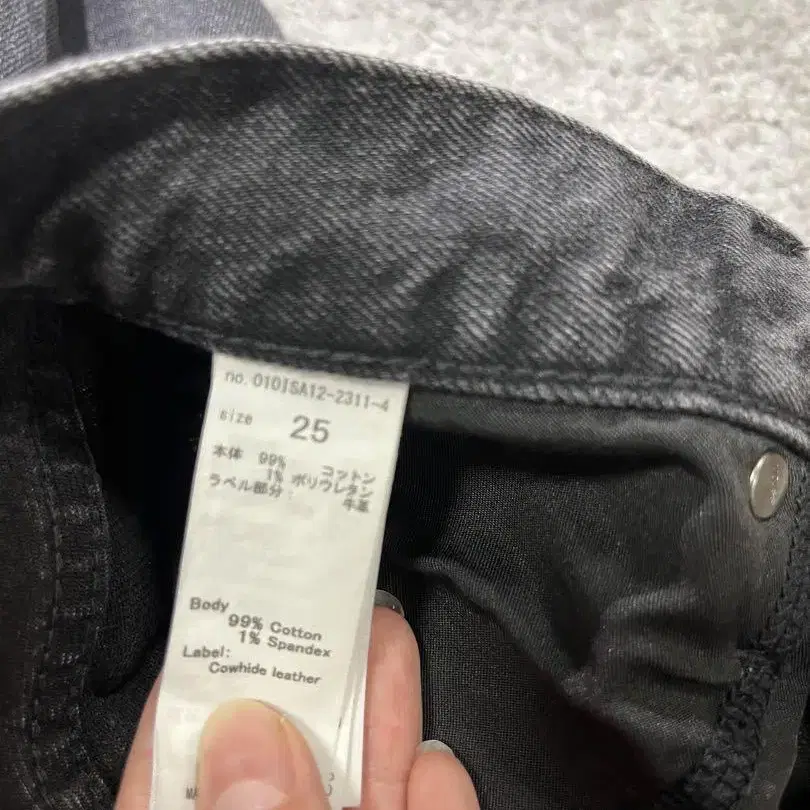 no. 010ISA12-2311-4
size 25
本体 99% コットン
1% ポリウレタン
ラベル部分: 牛革
Body
99% Cotton
1% Spandex
Label:
Cowhide leather